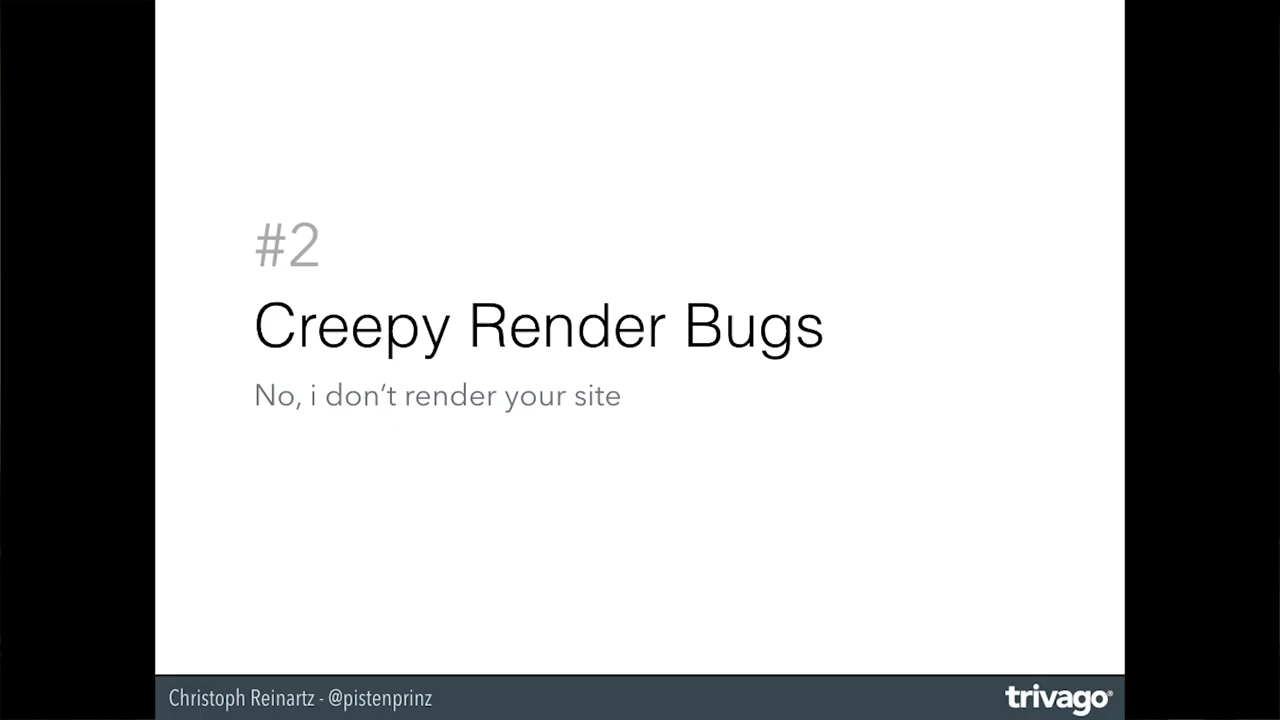 #2
Creepy Render Bugs
No, i don’t render your site
Christoph Reinartz - @pistenprinz
trivago®